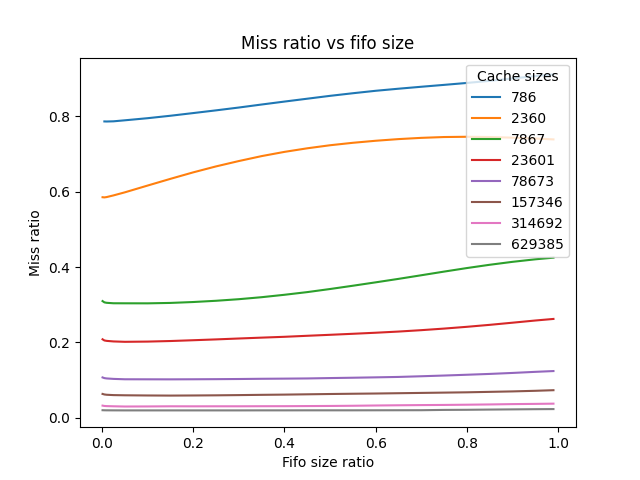 Miss ratio vs fifo size
Cache sizes
786
2360
7867
23601
78673
157346
314692
629385
0.8
0.6
0.4
0.2
0.0
Miss ratio
0.0 0.2 0.4 0.6 0.8 1.0
Fifo size ratio